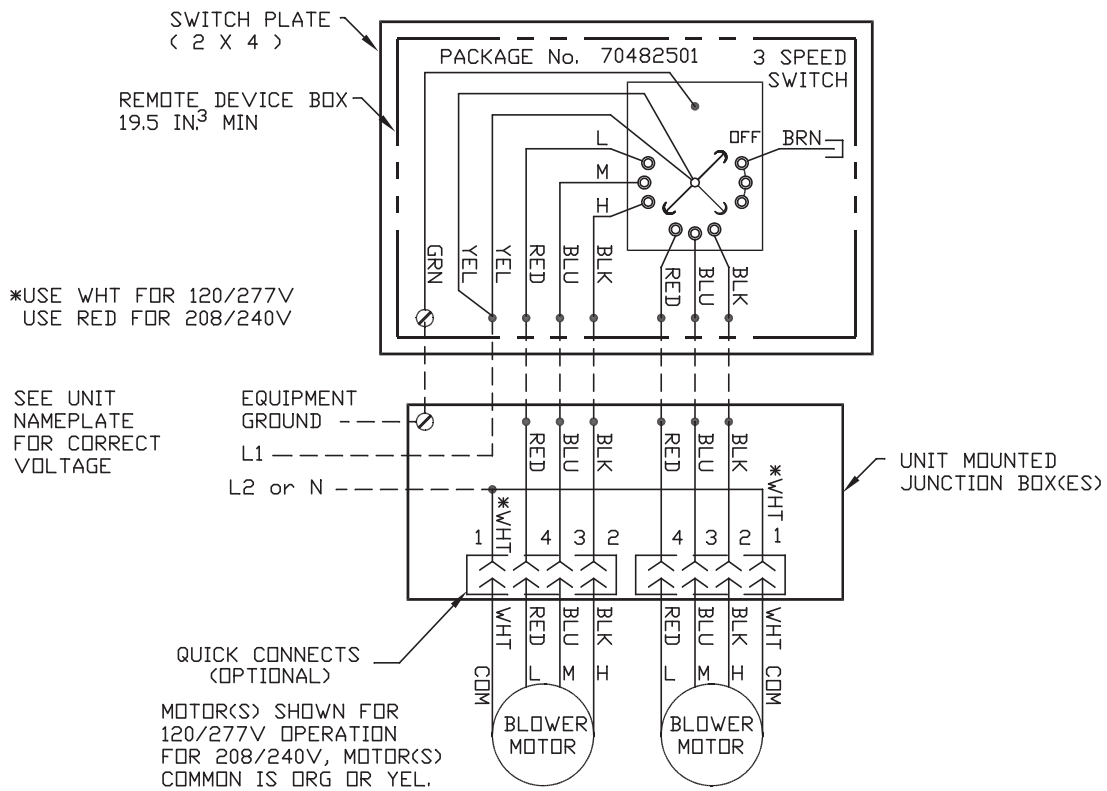 SWITCH PLATE
( 2 X 4 )
PACKAGE No. 70482501
3 SPEED
SWITCH
REMOTE DEVICE BOX
19.5 IN.3 MIN
L
M
H
OFF
BRN
GRN
YEL
YEL
RED
BLU
BLK
RED
BLU
BLK
*USE WHT FOR 120/277V
USE RED FOR 208/240V
SEE UNIT
NAMEPLATE
FOR CORRECT
VOLTAGE
EQUIPMENT
GROUND
L1
L2 or N
RED
BLU
BLK
RED
BLU
BLK
*WHT
*WHT
UNIT MOUNTED
JUNCTION BOX(ES)
1
4
3
2
4
3
2
1
WHT
RED
BLU
BLK
RED
BLU
BLK
WHT
QUICK CONNECTS
(OPTIONAL)
COM
L
M
H
L
M
H
COM
MOTOR(S) SHOWN FOR
120/277V OPERATION
FOR 208/240V, MOTOR(S)
COMMON IS ORG OR YEL.
BLOWER
MOTOR
BLOWER
MOTOR